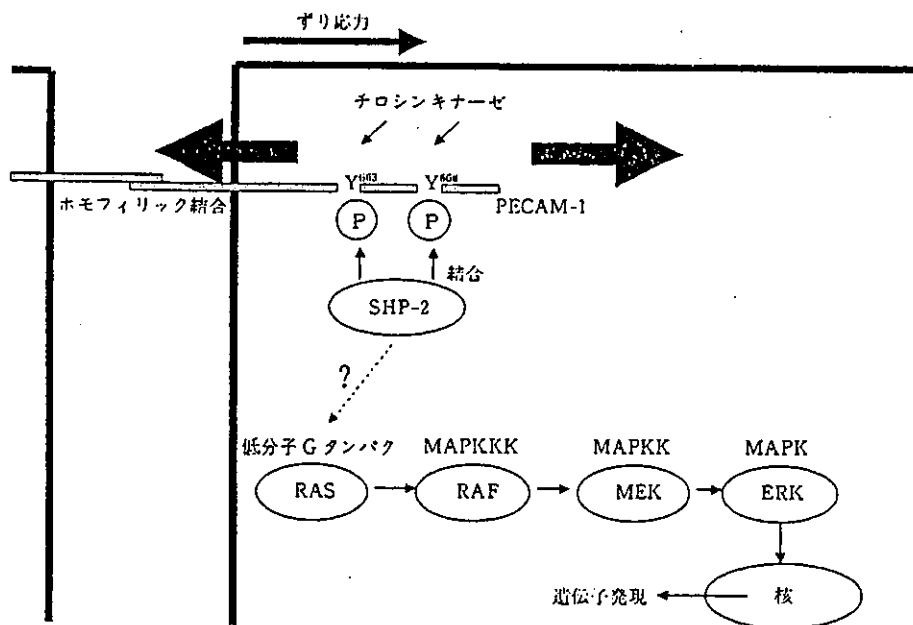 ずり応力
チロシンキナーゼ
Y663 Y686
ホモフィリック結合
PECAM-1
P P
結合
SHP-2
?
低分子Gタンパク MAPKKK MAPKK MAPK
RAS RAF MEK ERK
遺伝子発現 核